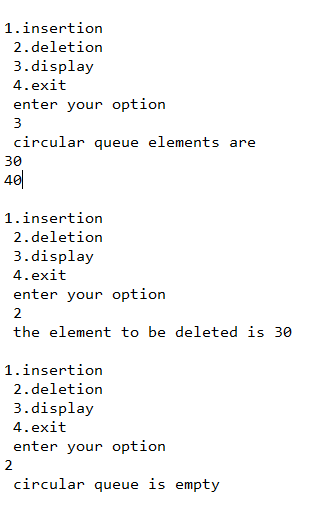 1.insertion
2.deletion
3.display
4.exit
enter your option
3
circular queue elements are
30
40
1.insertion
2.deletion
3.display
4.exit
enter your option
2
the element to be deleted is 30
1.insertion
2.deletion
3.display
4.exit
enter your option
2
circular queue is empty